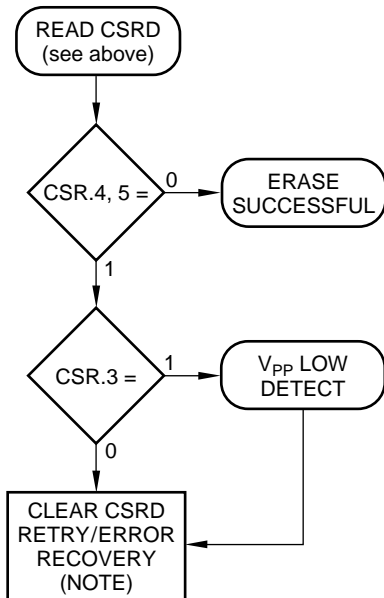 READ CSRD
(see above)
CSR.4, 5 =
0
ERASE
SUCCESSFUL
1
CSR.3 =
1
VPP LOW
DETECT
0
CLEAR CSRD
RETRY/ERROR
RECOVERY
(NOTE)